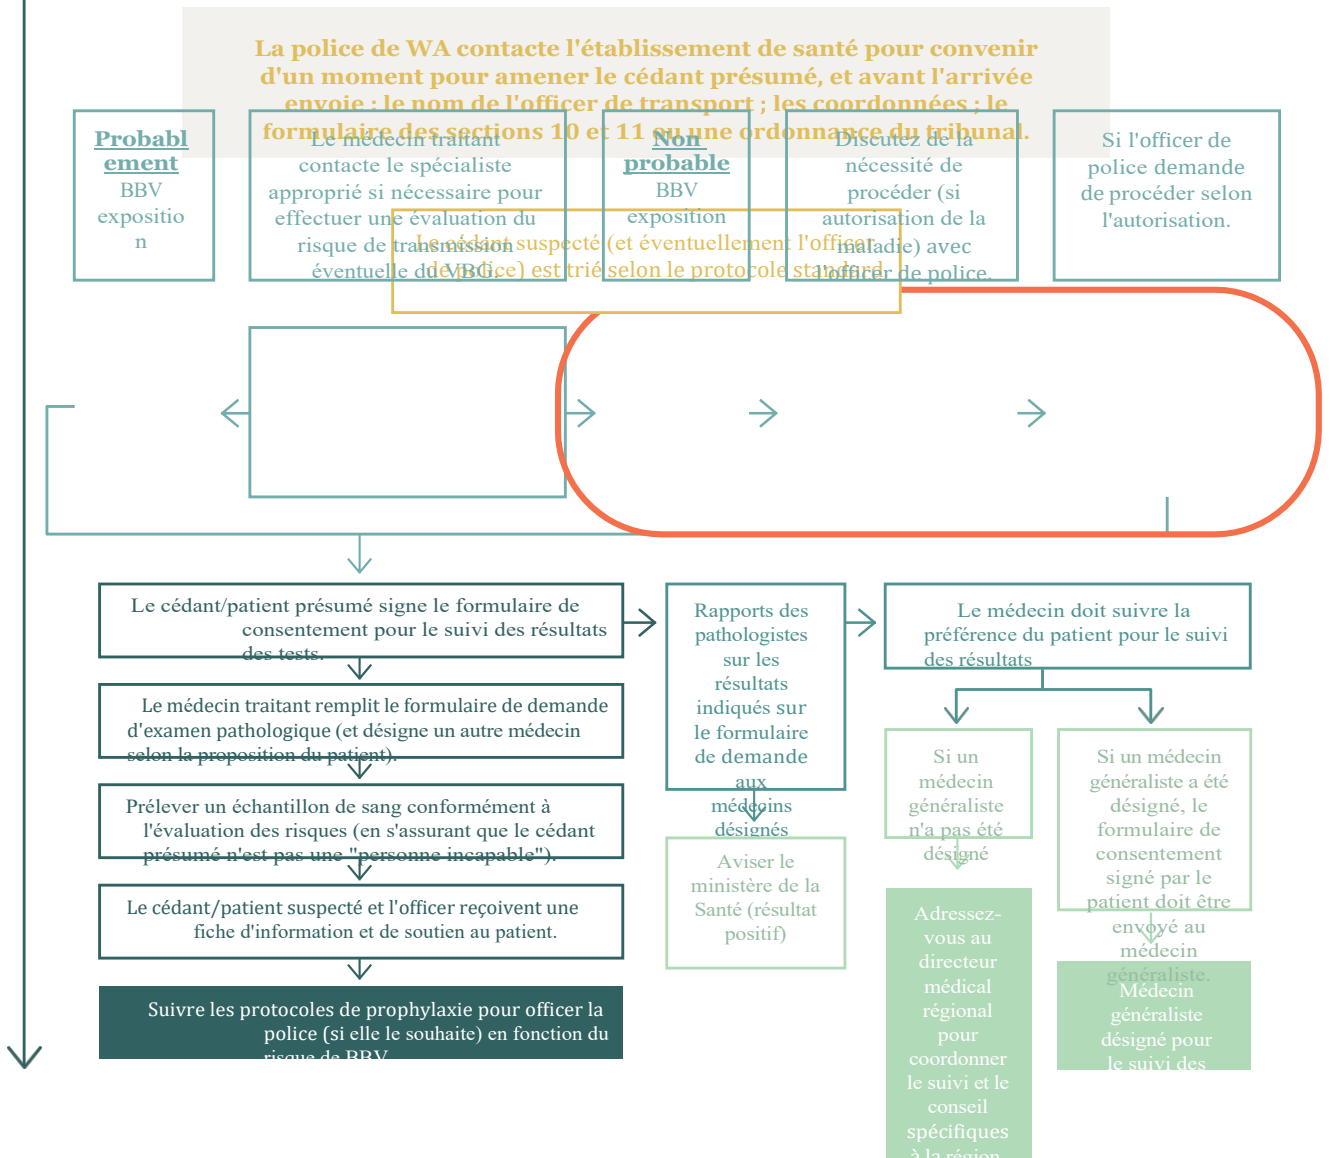 La police de WA contacte l'établissement de santé pour convenir
d'un moment pour amener le cédant présumé, et avant l'arrivée
envoie : le nom de l'officer de transport ; les coordonnées ; le
formulaire des sections 10 et 11 ou une ordonnance du tribunal.
Probabl
ement
BBV
expositio
n
Le médecin traitant
contacte le spécialiste
approprié si nécessaire pour
effectuer une évaluation du
risque de transmission
éventuelle du VBG.
Non
probable
BBV
exposition
Discutez de la
nécessité de
procéder (si
autorisation de la
maladie) avec
l'officer de police.
Si l'officer de
police demande
de procéder selon
l'autorisation.
Le cédant suspecté (et éventuellement l'officer
de police) est trié selon le protocole standard
Le cédant/patient présumé signe le formulaire de
consentement pour le suivi des résultats
des tests.
Le médecin traitant remplit le formulaire de demande
d'examen pathologique (et désigne un autre médecin
selon la proposition du patient).
Prélever un échantillon de sang conformément à
l'évaluation des risques (en s'assurant que le cédant
présumé n'est pas une "personne incapable").
Le cédant/patient suspecté et l'officer reçoivent une
fiche d'information et de soutien au patient.
Suivre les protocoles de prophylaxie pour officer la
police (si elle le souhaite) en fonction du
risque de BBV
Rapports des
pathologistes
sur les
résultats
indiqués sur
le formulaire
de demande
aux
médecins
désignés
Aviser le
ministère de la
Santé (résultat
positif)
Le médecin doit suivre la
préférence du patient pour le suivi
des résultats
Si un
médecin
généraliste
n'a pas été
désigné
Adressez-
vous au
directeur
médical
régional
pour
coordonner
le suivi et le
conseil
spécifiques
à la région
Si un médecin
généraliste a été
désigné, le
formulaire de
consentement
signé par le
patient doit être
envoyé au
médecin
généraliste.
Médecin
généraliste
désigné pour
le suivi des